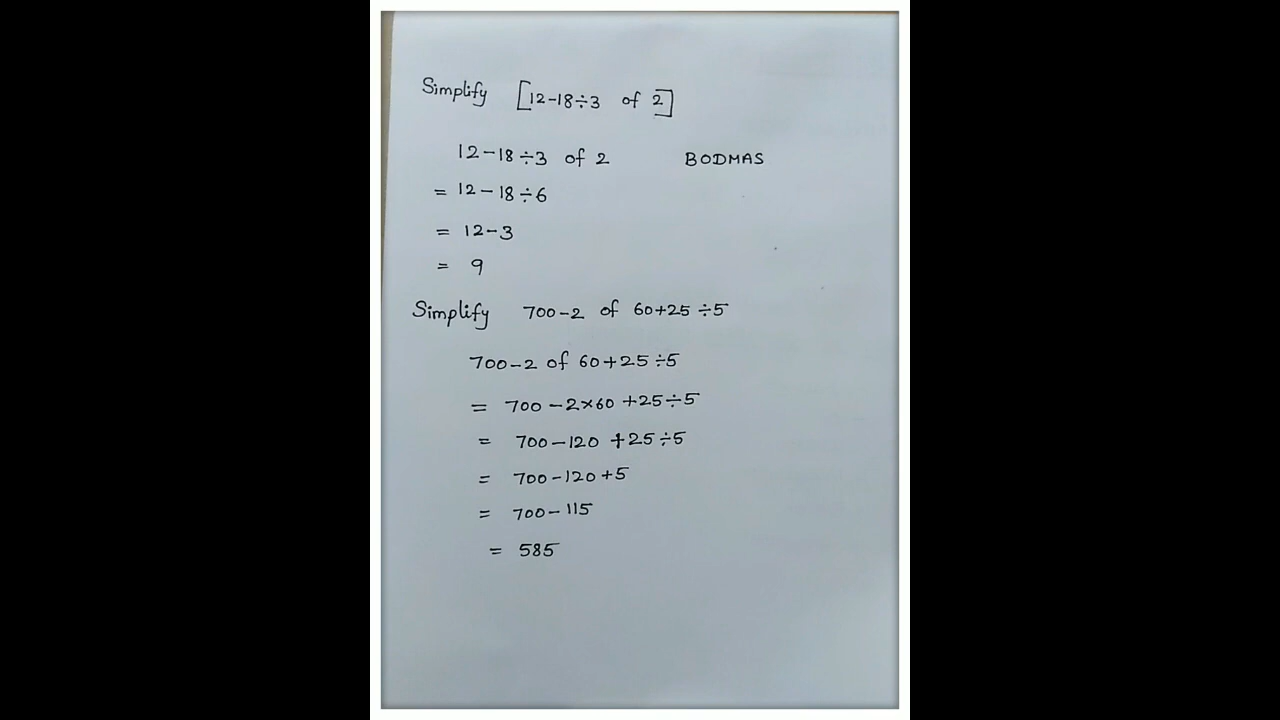 Simplify [12-18÷3 of 2]
12-18÷3 of 2 BODMAS
= 12-18÷6
= 12-3
= 9
Simplify 700-2 of 60+25÷5
700-2 of 60+25÷5
= 700-2×60+25÷5
= 700-120+25÷5
= 700-120+5
= 700-115
= 585